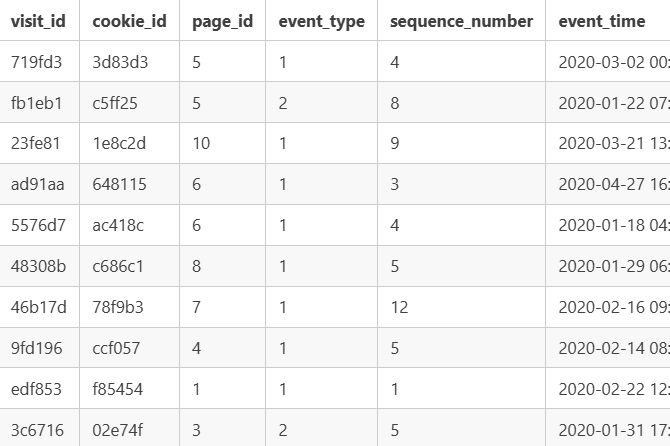 visit_id cookie_id page_id event_type sequence_number event_time
719fd3 3d83d3 5 1 4 2020-03-02 00:
fb1eb1 c5ff25 5 2 8 2020-01-22 07:
23fe81 1e8c2d 10 1 9 2020-03-21 13:
ad91aa 648115 6 1 3 2020-04-27 16:
5576d7 ac418c 6 1 4 2020-01-18 04:
48308b c686c1 8 1 5 2020-01-29 06:
46b17d 78f9b3 7 1 12 2020-02-16 09:
9fd196 ccf057 4 1 5 2020-02-14 08:
edf853 f85454 1 1 1 2020-02-22 12:
3c6716 02e74f 3 2 5 2020-01-31 17: